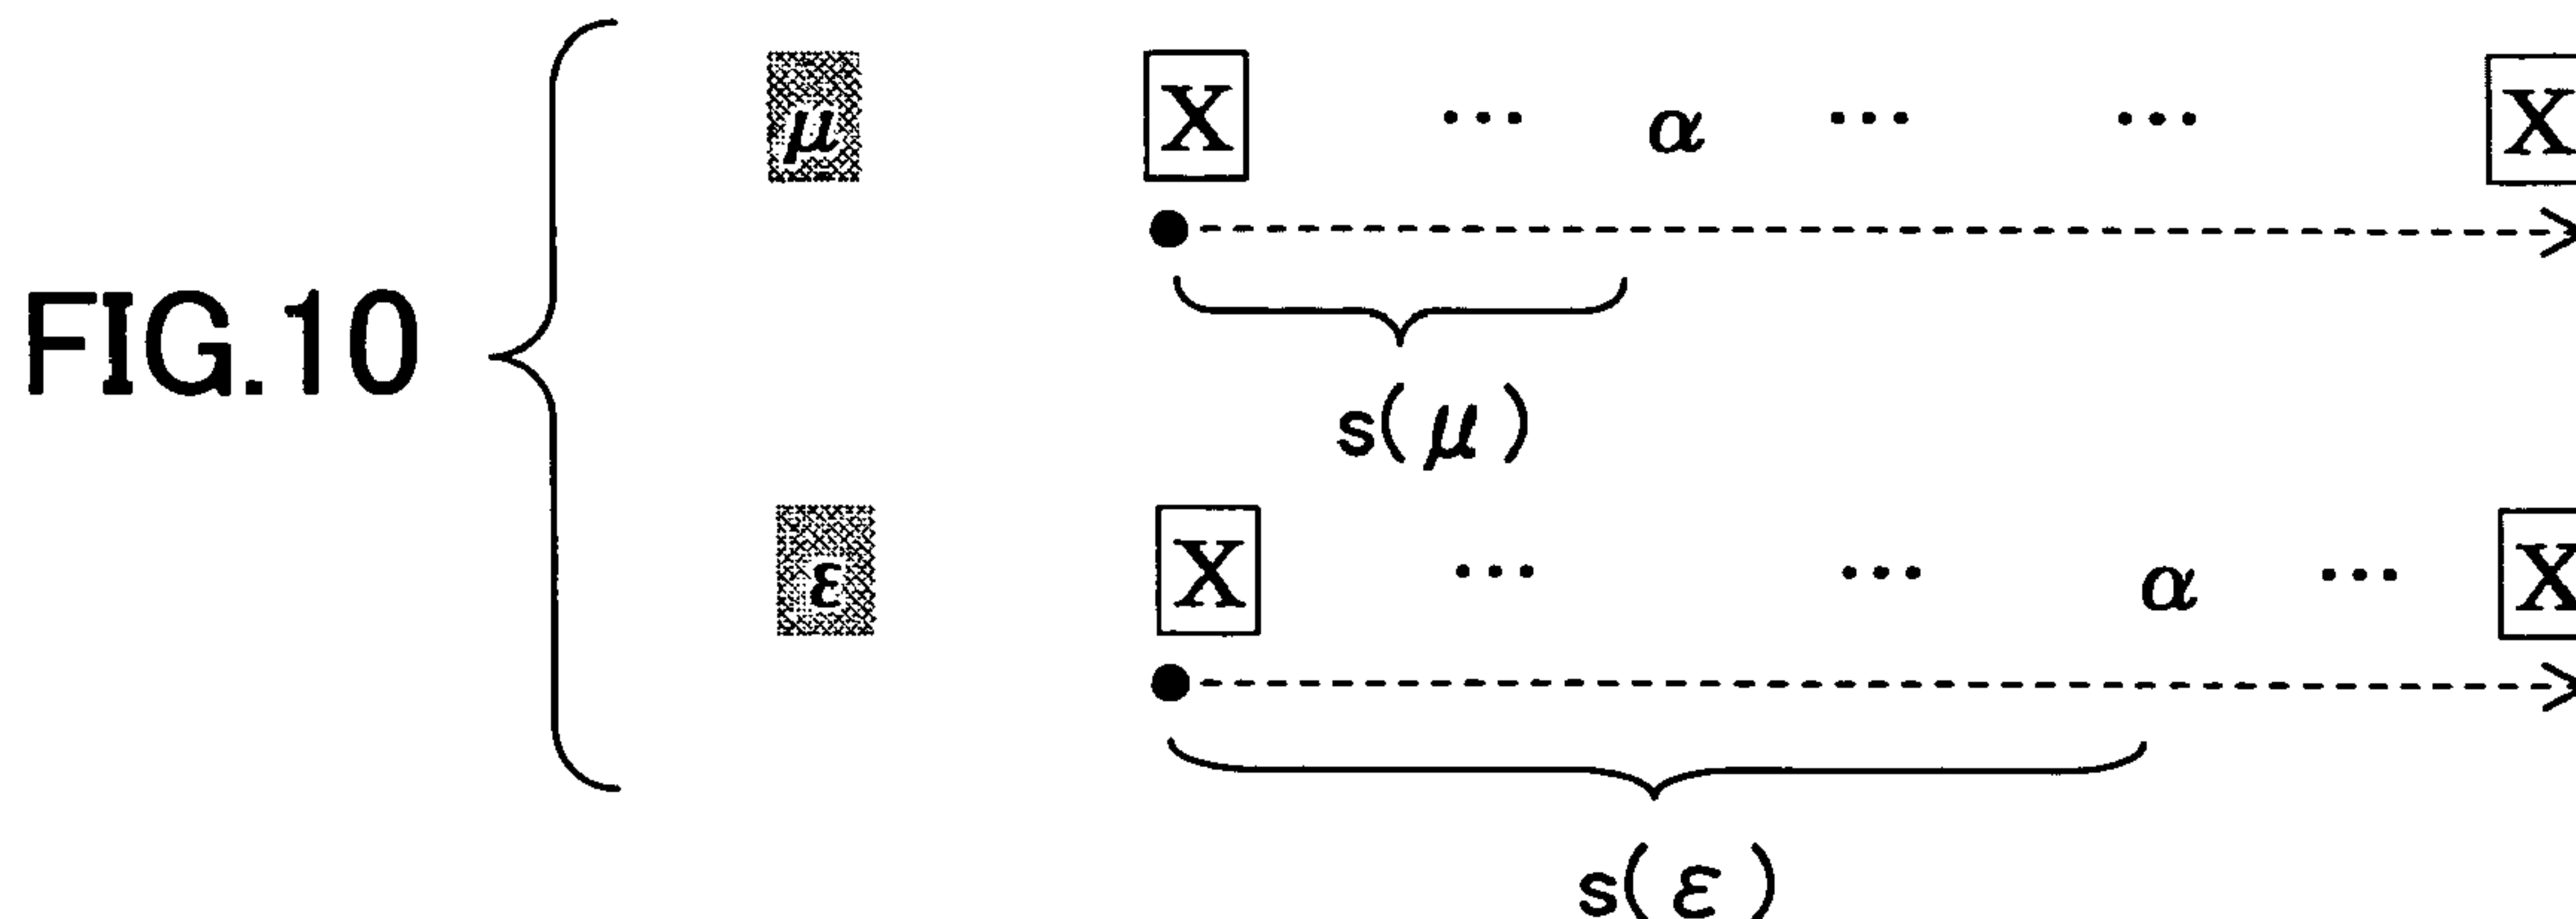 μ X ··· α ··· ··· X
s(μ)
FIG.10
ε X ··· ··· α ··· X
s(ε)